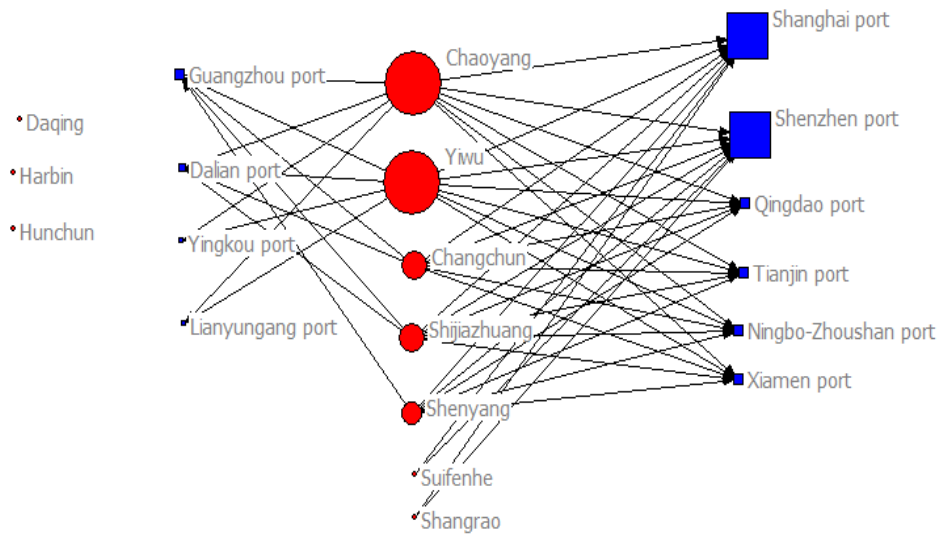 Daqing
Harbin
Hunchun
Guangzhou port
Dalian port
Yingkou port
Lianyungang port
Chaoyang
Yiwu
Changchun
Shijiazhuang
Shenyang
Suifenhe
Shangrao
Shanghai port
Shenzhen port
Qingdao port
Tianjin port
Ningbo-Zhoushan port
Xiamen port